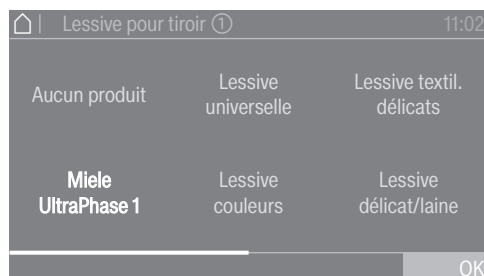 Lessive pour tiroir ① 11:02
Aucun produit
Lessive
universelle
Lessive textil.
délicats
Miele
UltraPhase 1
Lessive
couleurs
Lessive
délicat/laine
OK